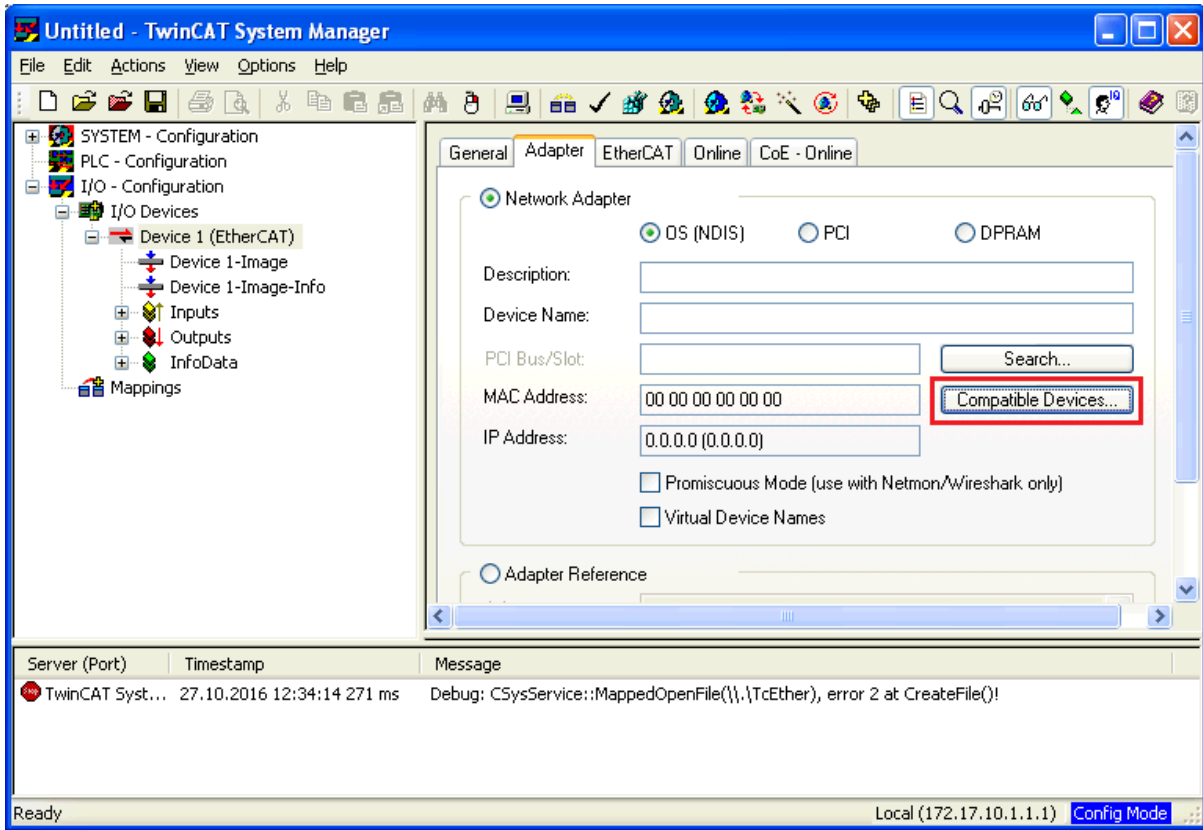 Untitled - TwinCAT System Manager
File Edit Actions View Options Help
SYSTEM - Configuration
PLC - Configuration
I/O - Configuration
I/O Devices
Device 1 (EtherCAT)
Device 1-Image
Device 1-Image-Info
Inputs
Outputs
InfoData
Mappings
General Adapter EtherCAT Online CoE - Online
Network Adapter
OS (NDIS) PCI DPRAM
Description:
Device Name:
PCI Bus/Slot: Search...
MAC Address: 00 00 00 00 00 00 Compatible Devices...
IP Address: 0.0.0.0 (0.0.0.0)
Promiscuous Mode (use with Netmon/Wireshark only)
Virtual Device Names
Adapter Reference
Server (Port) Timestamp Message
TwinCAT Syst... 27.10.2016 12:34:14 271 ms Debug: CSysService::MappedOpenFile(\\.\TcEther), error 2 at CreateFile()!
Ready Local (172.17.10.1.1.1) Config Mode